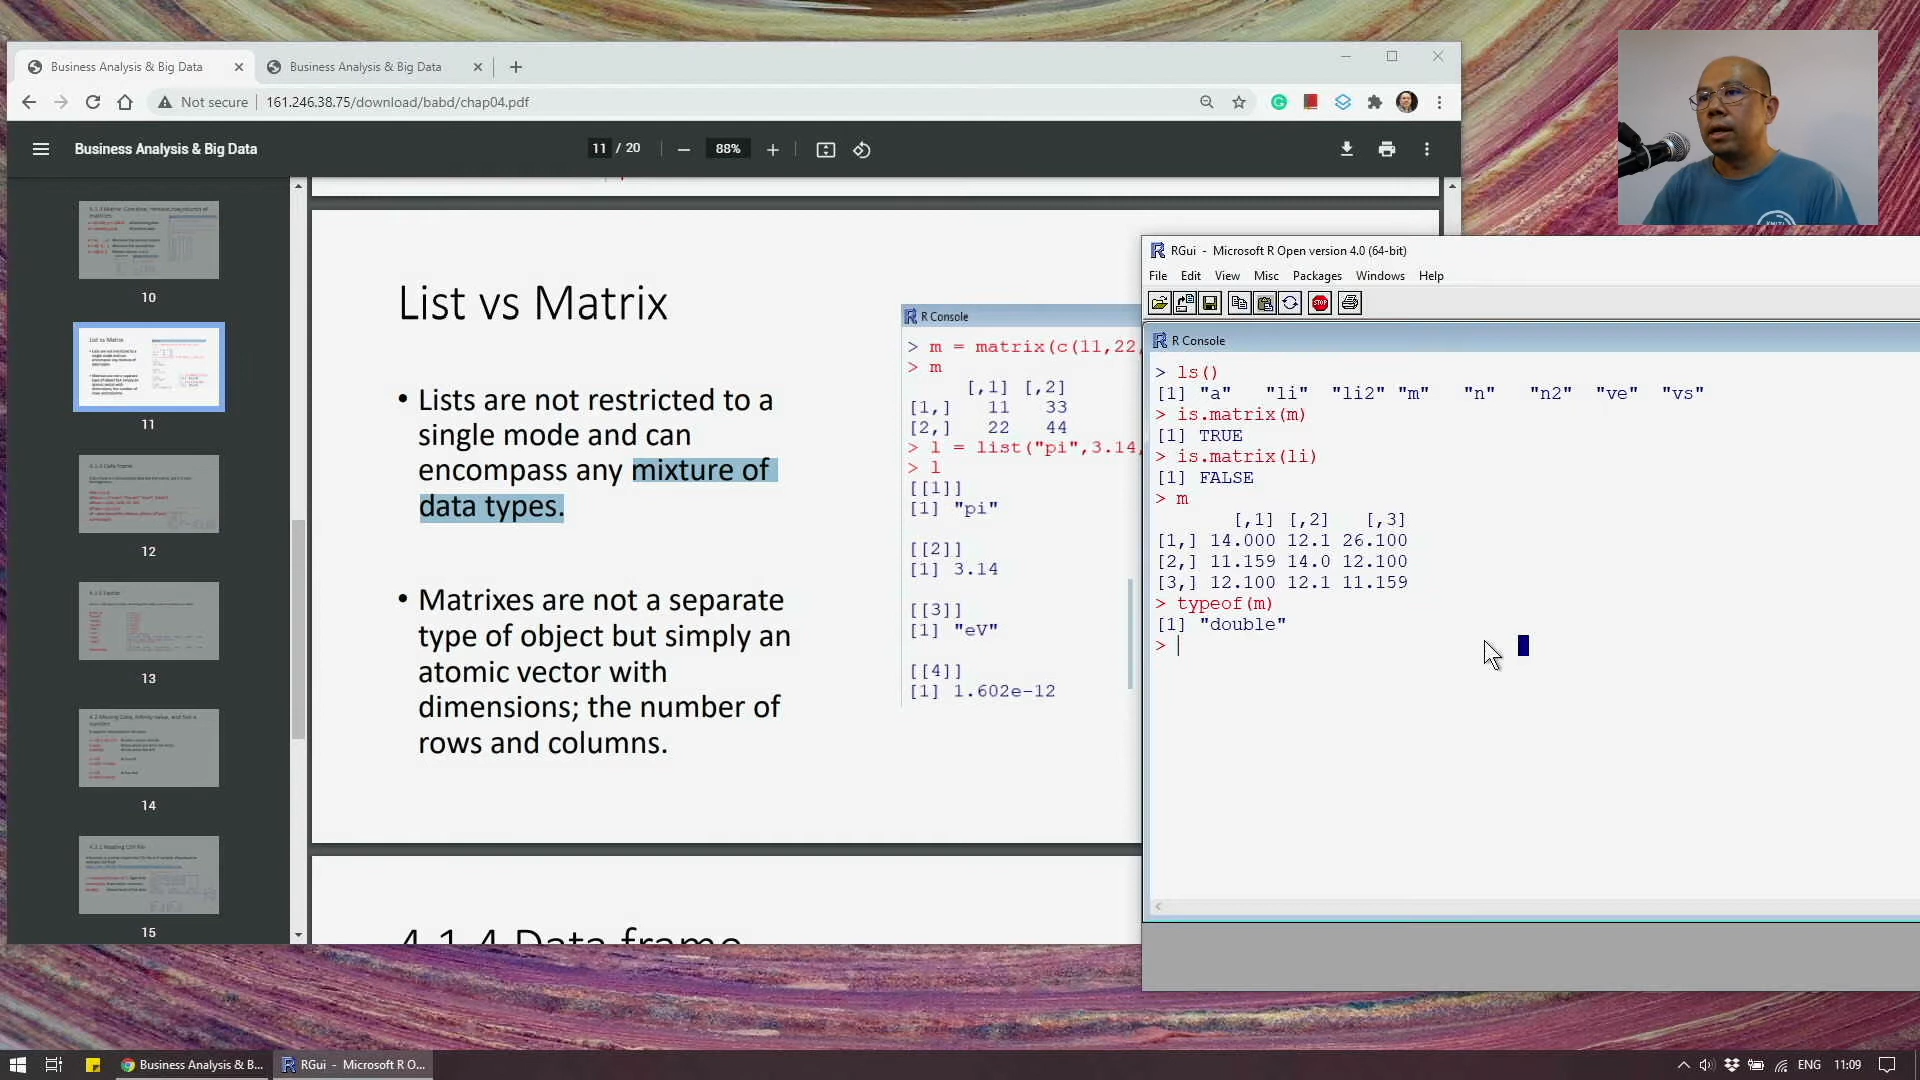 Business Analysis & Big Data
Business Analysis & Big Data
Not secure
161.246.38.75/download/babd/chap04.pdf
Business Analysis & Big Data
11 / 20
88%
10
11
12
13
14
15
List vs Matrix
• Lists are not restricted to a
single mode and can
encompass any mixture of
data types.
• Matrixes are not a separate
type of object but simply an
atomic vector with
dimensions; the number of
rows and columns.
4.1.4 Data frame
R Console
> m = matrix(c(11,22,
> m
[,1] [,2]
[1,] 11 33
[2,] 22 44
> l = list("pi",3.14,
> l
[[1]]
[1] "pi"
[[2]]
[1] 3.14
[[3]]
[1] "eV"
[[4]]
[1] 1.602e-12
RGui - Microsoft R Open version 4.0 (64-bit)
File Edit View Misc Packages Windows Help
STOP
R Console
> ls()
[1] "a" "li" "li2" "m" "n" "n2" "ve" "vs"
> is.matrix(m)
[1] TRUE
> is.matrix(li)
[1] FALSE
> m
[,1] [,2] [,3]
[1,] 14.000 12.1 26.100
[2,] 11.159 14.0 12.100
[3,] 12.100 12.1 11.159
> typeof(m)
[1] "double"
>
Business Analysis & B...
RGui - Microsoft R O...
ENG
11:09